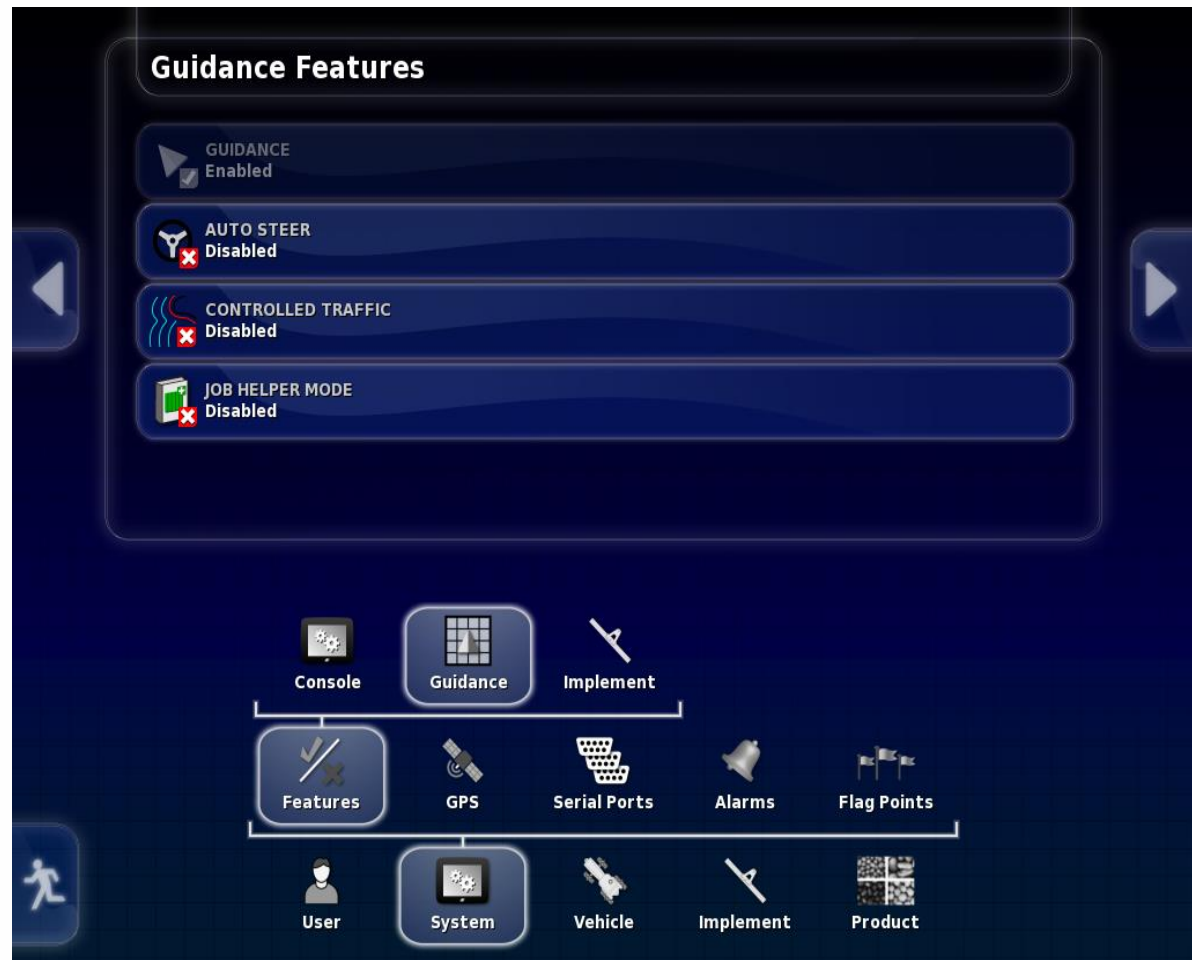 Guidance Features
GUIDANCE
Enabled
AUTO STEER
Disabled
CONTROLLED TRAFFIC
Disabled
JOB HELPER MODE
Disabled
Console Guidance Implement
Features GPS Serial Ports Alarms Flag Points
User System Vehicle Implement Product